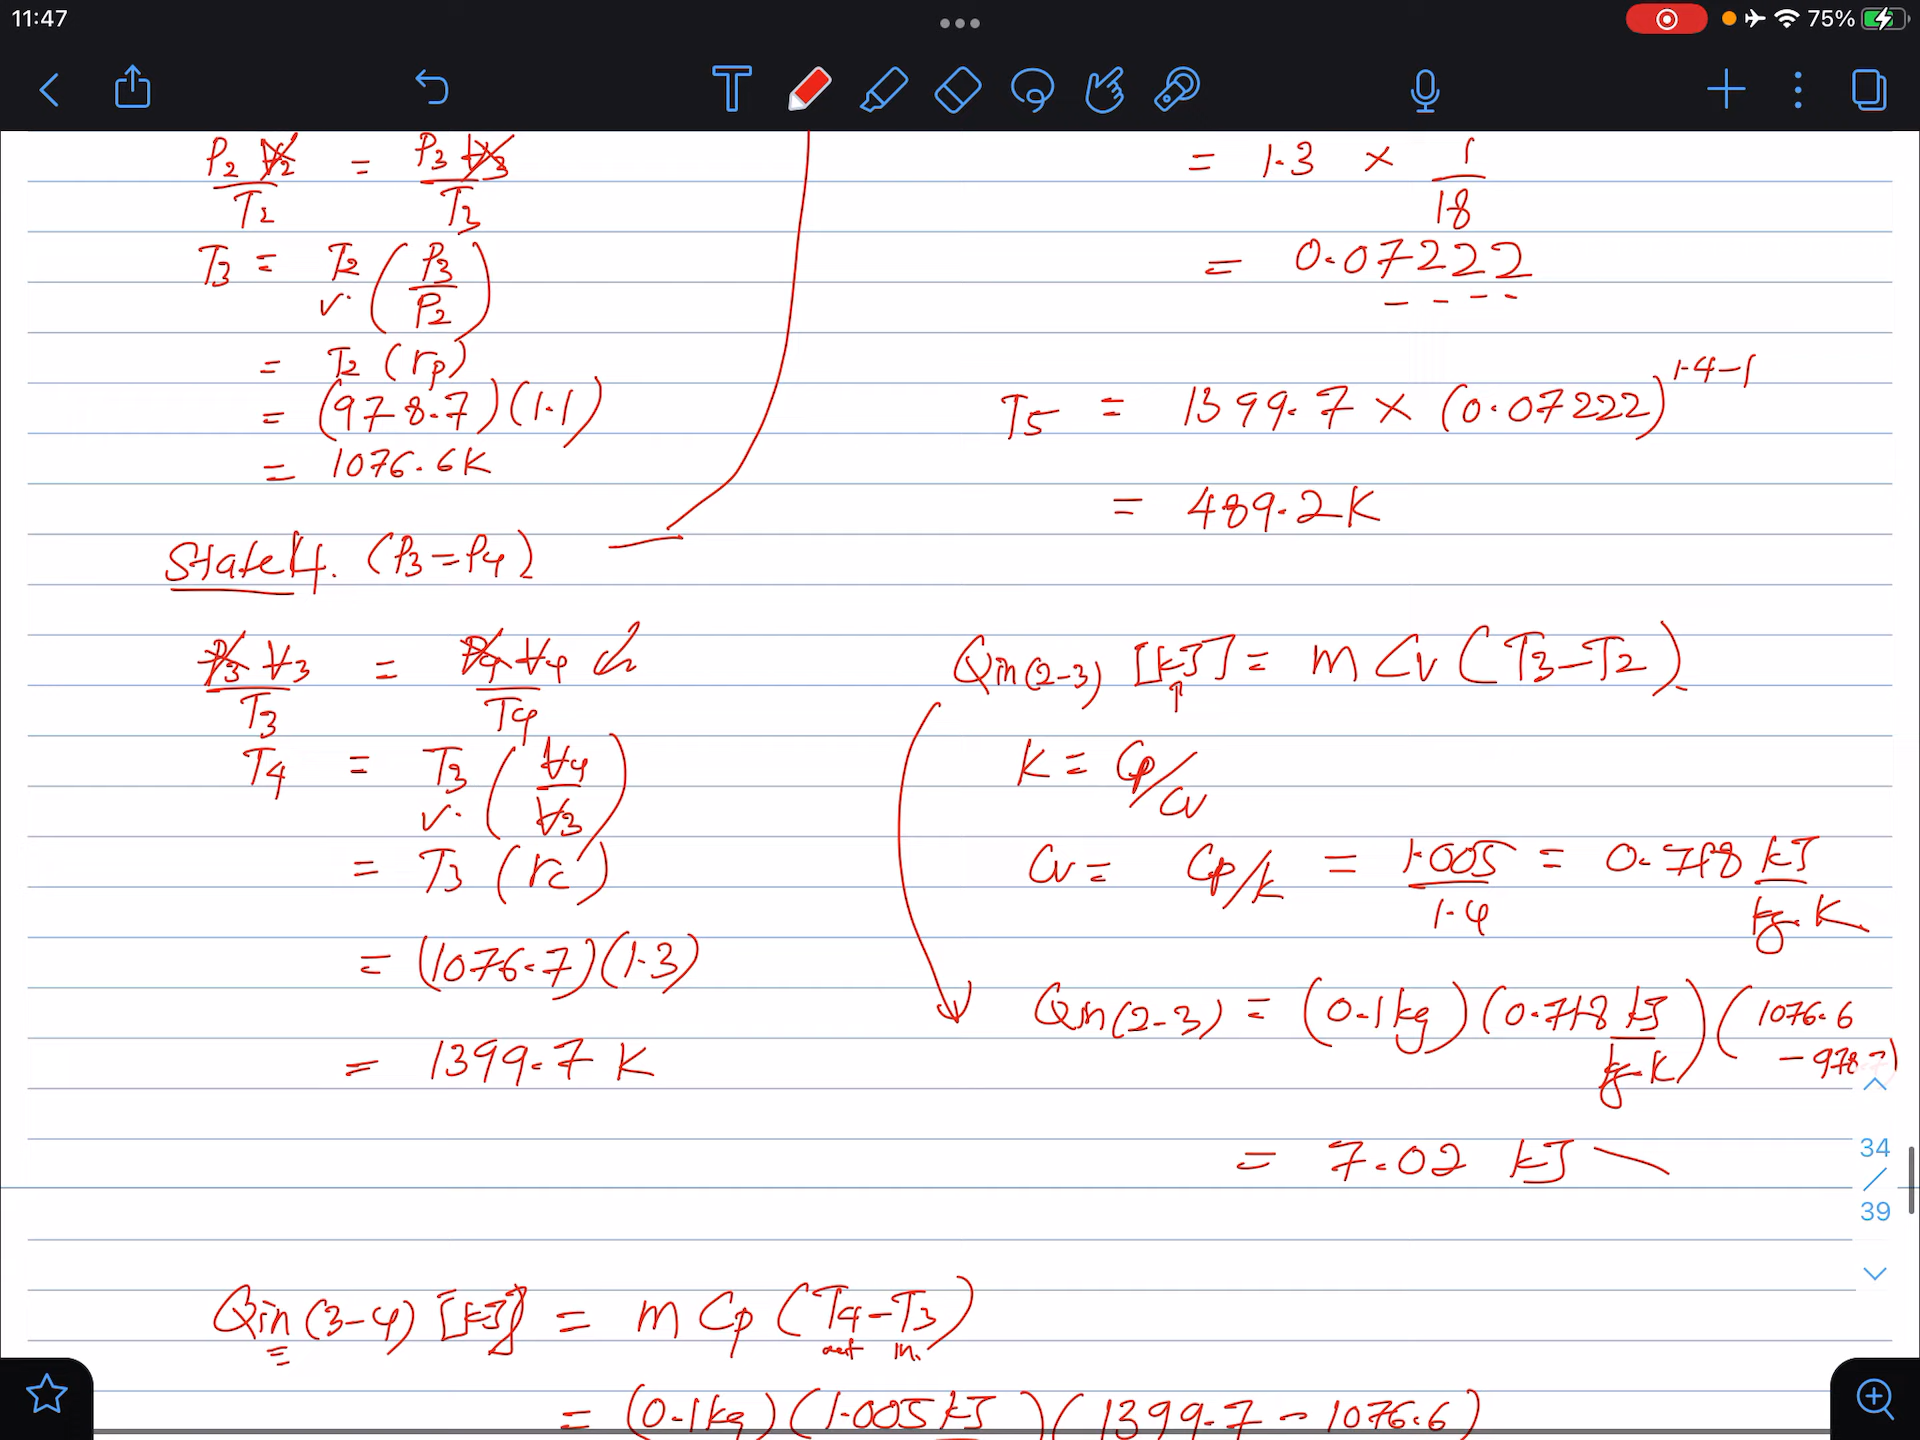 11:47
75%
P2 V2 / T2 = P3 V3 / T3
T3 = T2 (P3 / P2)
= T2 (rp)
= (978.7)(1.1)
= 1076.6K
State 4. (P3=P4)
P3 V3 / T3 = P4 V4 / T4
T4 = T3 (V4 / V3)
= T3 (rc)
= (1076.7)(1.3)
= 1399.7 K
= 1.3 × 1 / 18
= 0.07222
T5 = 1399.7 × (0.07222)^1.4-1
= 489.2K
Qin(2-3) [kJ] = m Cv (T3-T2)
K = Cp/Cv
Cv = Cp/k = 1.005 / 1.4 = 0.718 kJ / kg.K
Qin(2-3) = (0.1kg)(0.718 kJ / kg.K)(1076.6 - 978.7)
= 7.02 kJ
Qin(3-4) [kJ] = m Cp (T4-T3)
out in.
= (0.1kg)(1.005 kJ)(1399.7-1076.6)
34 / 39